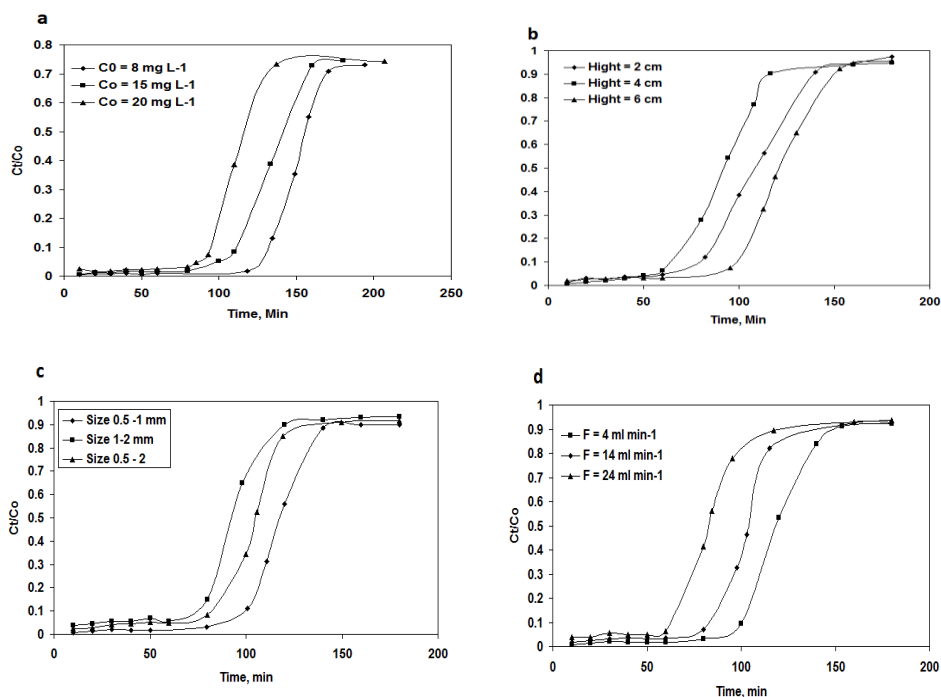 a
0.8
0.7
0.6
0.5
0.4
0.3
0.2
0.1
0
Ct/Co
C0 = 8 mg L-1
Co = 15 mg L-1
Co = 20 mg L-1
0 50 100 150 200 250
Time, Min
b
1
0.9
0.8
0.7
0.6
0.5
0.4
0.3
0.2
0.1
0
Hight = 2 cm
Hight = 4 cm
Hight = 6 cm
0 50 100 150 200
Time, Min
c
1
0.9
0.8
0.7
0.6
0.5
0.4
0.3
0.2
0.1
0
Ct/Co
Size 0.5 -1 mm
Size 1-2 mm
Size 0.5 - 2
0 50 100 150 200
Time, min
d
1
0.9
0.8
0.7
0.6
0.5
0.4
0.3
0.2
0.1
0
Ct/Co
F = 4 ml min-1
F = 14 ml min-1
F = 24 ml min-1
0 50 100 150 200
Time, min